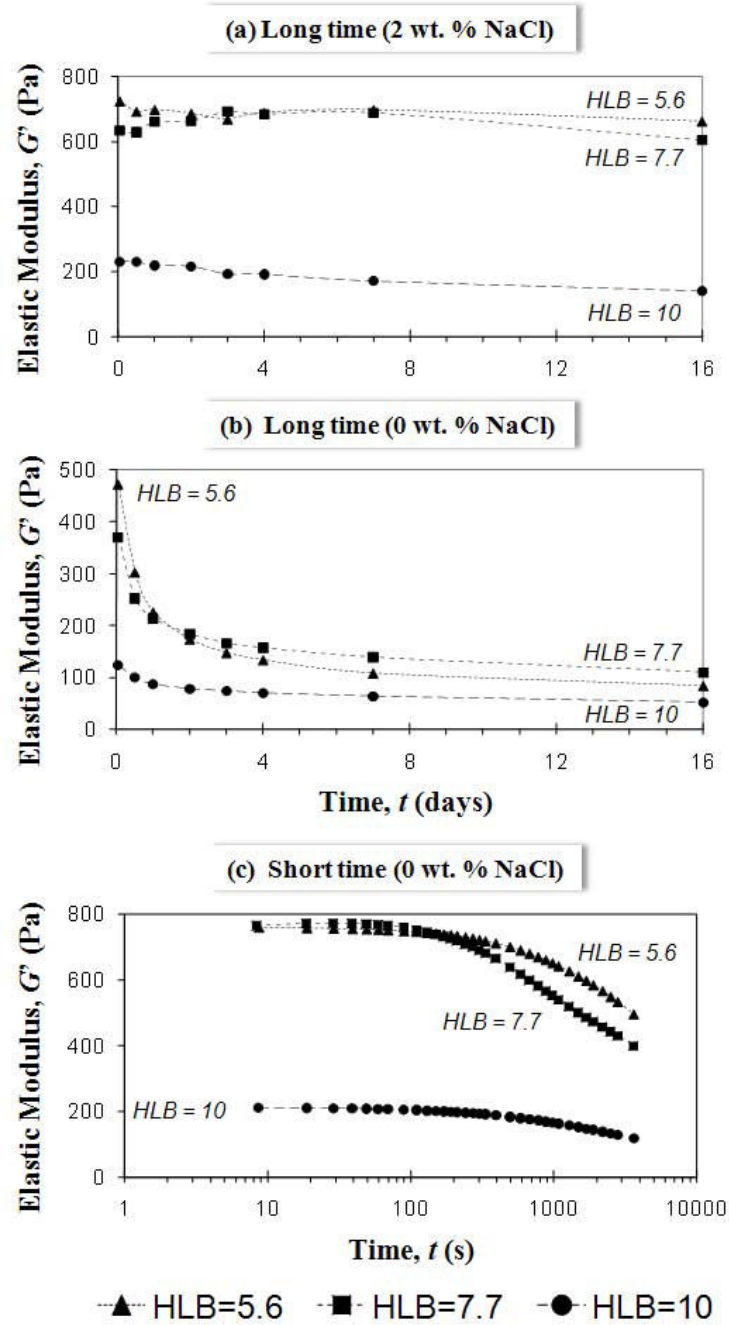 (a) Long time (2 wt. % NaCl)
Elastic Modulus, G’ (Pa)
800
600
400
200
0
HLB = 5.6
HLB = 7.7
HLB = 10
0 4 8 12 16
(b) Long time (0 wt. % NaCl)
Elastic Modulus, G’ (Pa)
500
400
300
200
100
0
HLB = 5.6
HLB = 7.7
HLB = 10
0 4 8 12 16
Time, t (days)
(c) Short time (0 wt. % NaCl)
Elastic Modulus, G’ (Pa)
800
600
400
200
0
HLB = 5.6
HLB = 7.7
HLB = 10
1 10 100 1000 10000
Time, t (s)
HLB=5.6 HLB=7.7 HLB=10